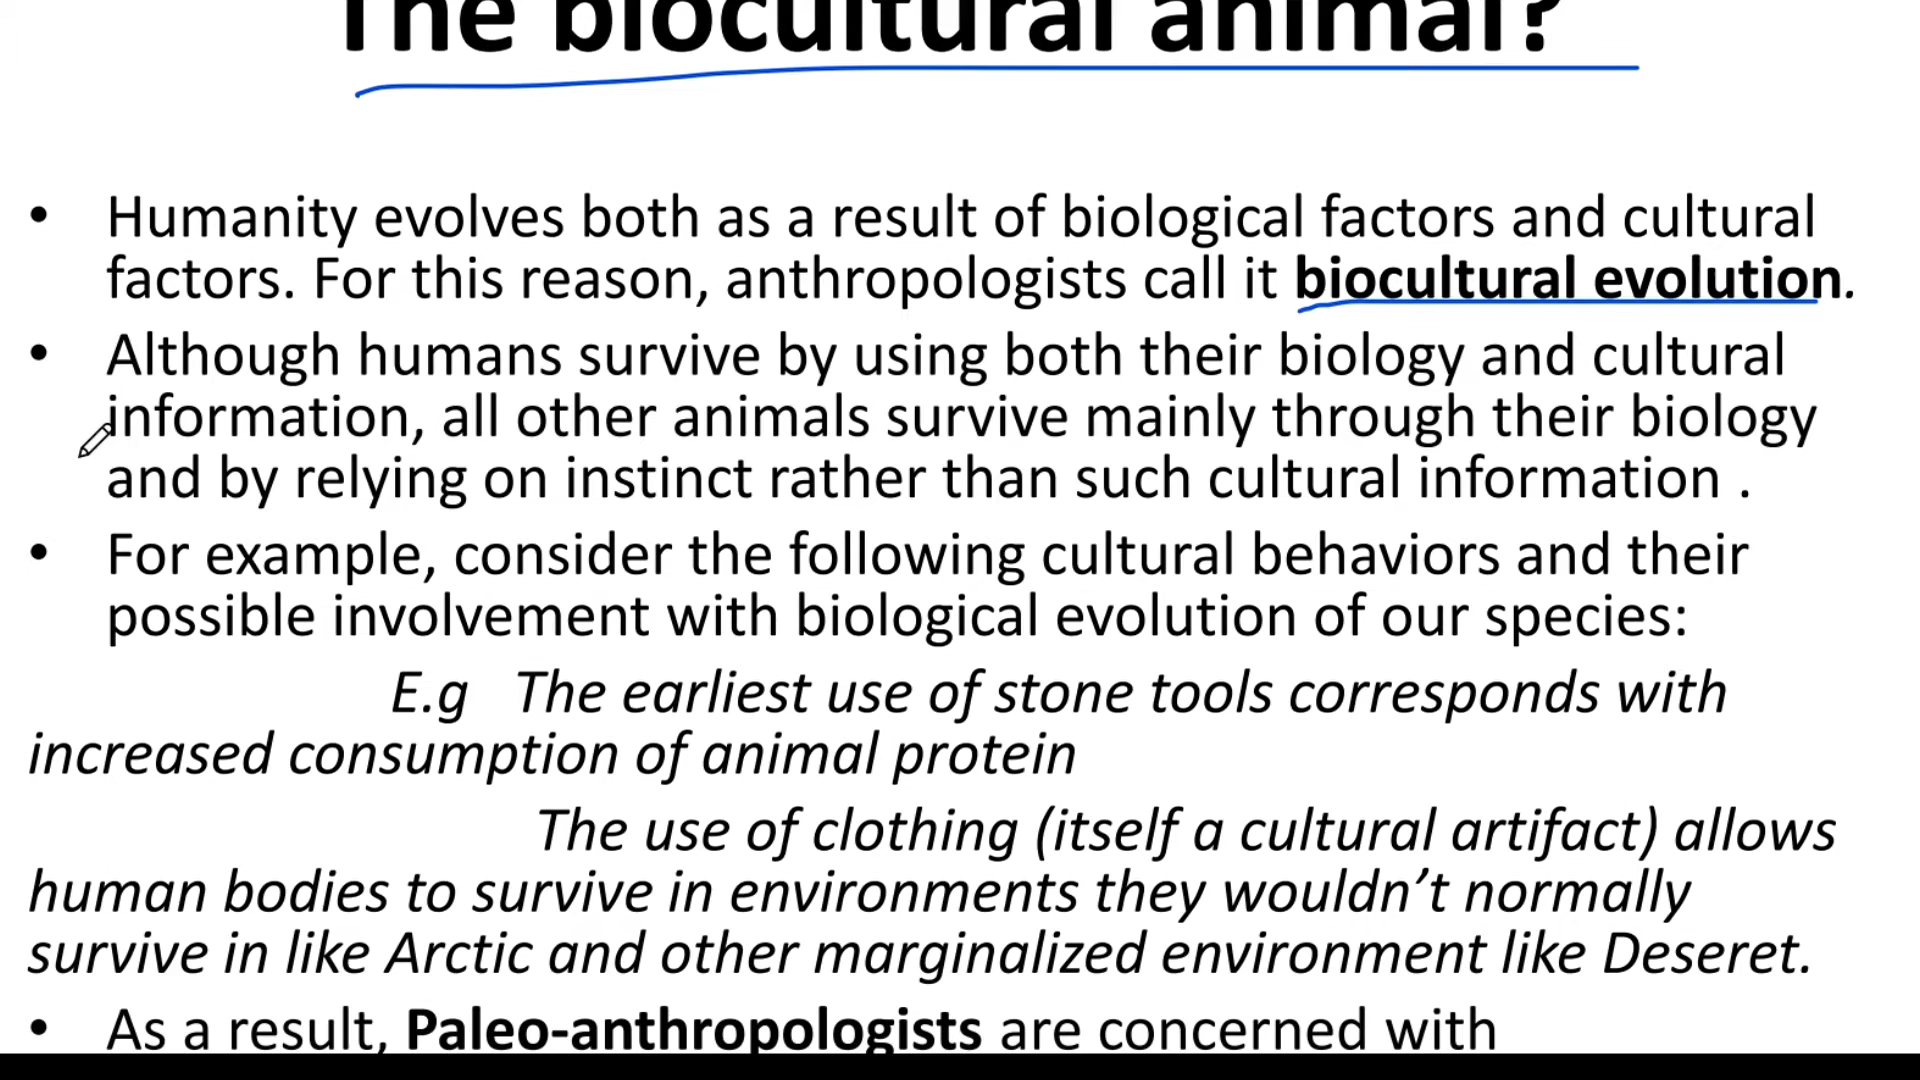 The biocultural animal?
• Humanity evolves both as a result of biological factors and cultural
factors. For this reason, anthropologists call it biocultural evolution.
• Although humans survive by using both their biology and cultural
information, all other animals survive mainly through their biology
and by relying on instinct rather than such cultural information .
• For example, consider the following cultural behaviors and their
possible involvement with biological evolution of our species:
E.g The earliest use of stone tools corresponds with
increased consumption of animal protein
The use of clothing (itself a cultural artifact) allows
human bodies to survive in environments they wouldn’t normally
survive in like Arctic and other marginalized environment like Deseret.
• As a result, Paleo-anthropologists are concerned with